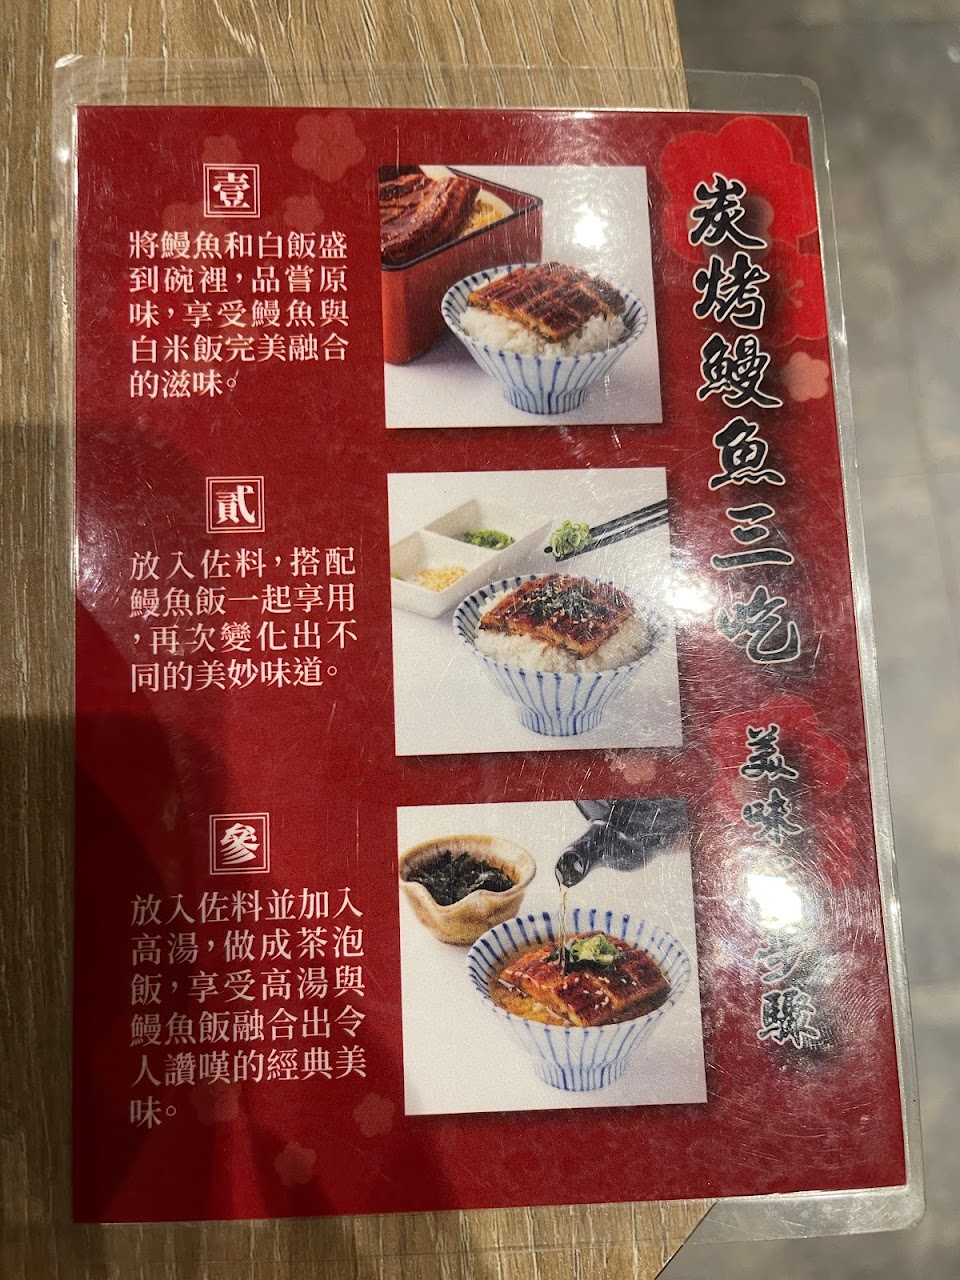 炭烤鰻魚三吃
美味
步驟
壹
將鰻魚和白飯盛
到碗裡，品嘗原
味，享受鰻魚與
白米飯完美融合
的滋味。
貳
放入佐料，搭配
鰻魚飯一起享用
，再次變化出不
同的美妙味道。
參
放入佐料並加入
高湯，做成茶泡
飯，享受高湯與
鰻魚飯融合出令
人讚嘆的經典美
味。